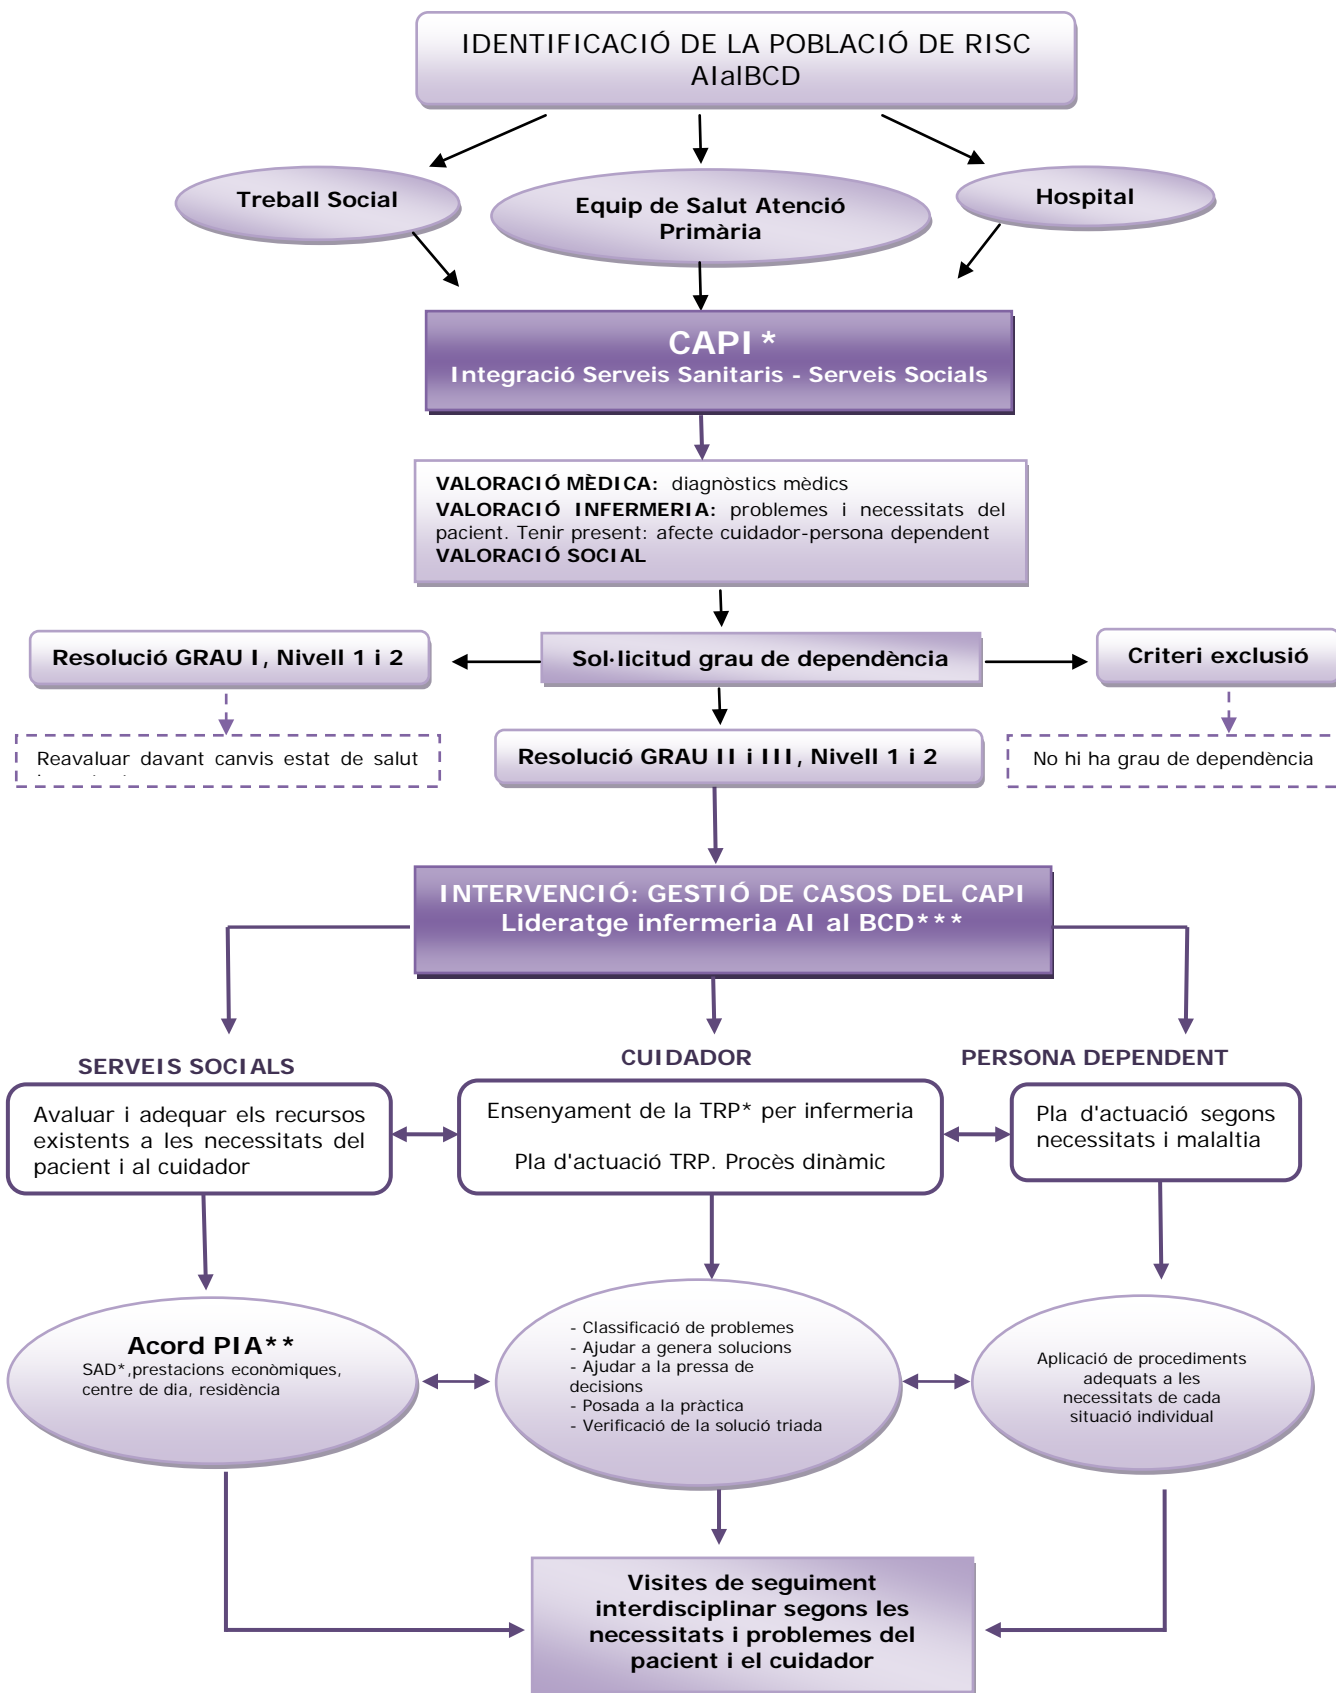 IDENTIFICACIÓ DE LA POBLACIÓ DE RISC
AIalBCD
Treball Social
Equip de Salut Atenció
Primària
Hospital
CAPI*
Integració Serveis Sanitaris - Serveis Socials
VALORACIÓ MÈDICA: diagnòstics mèdics
VALORACIÓ INFERMERIA: problemes i necessitats del
pacient. Tenir present: afecte cuidador-persona dependent
VALORACIÓ SOCIAL
Resolució GRAU I, Nivell 1 i 2
Sol·licitud grau de dependència
Criteri exclusió
Reavaluar davant canvis estat de salut
Resolució GRAU II i III, Nivell 1 i 2
No hi ha grau de dependència
INTERVENCIÓ: GESTIÓ DE CASOS DEL CAPI
Lideratge infermeria AI al BCD***
SERVEIS SOCIALS
CUIDADOR
PERSONA DEPENDENT
Avaluar i adequar els recursos
existents a les necessitats del
pacient i al cuidador
Ensenyament de la TRP* per infermeria
Pla d'actuació TRP. Procès dinàmic
Pla d'actuació segons
necessitats i malaltia
Acord PIA**
SAD*,prestacions econòmiques,
centre de dia, residència
- Classificació de problemes
- Ajudar a genera solucions
- Ajudar a la pressa de
decisions
- Posada a la pràctica
- Verificació de la solució triada
Aplicació de procediments
adequats a les
necessitats de cada
situació individual
Visites de seguiment
interdisciplinar segons les
necessitats i problemes del
pacient i el cuidador